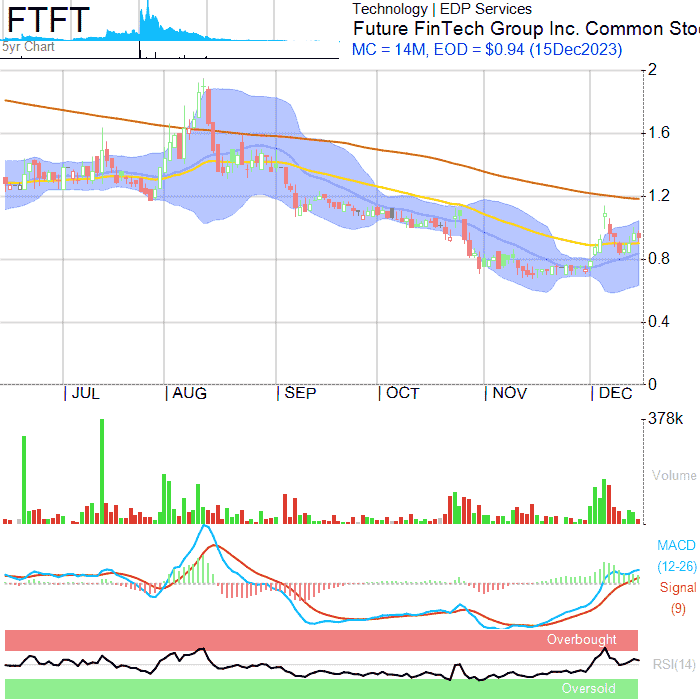 FTFT
5yr Chart
Technology | EDP Services
Future FinTech Group Inc. Common Sto
MC = 14M, EOD = $0.94 (15Dec2023)
2
1.6
1.2
0.8
0.4
0
JUL AUG SEP OCT NOV DEC
378k
Volume
MACD
(12-26)
Signal
(9)
Overbought
RSI(14)
Oversold